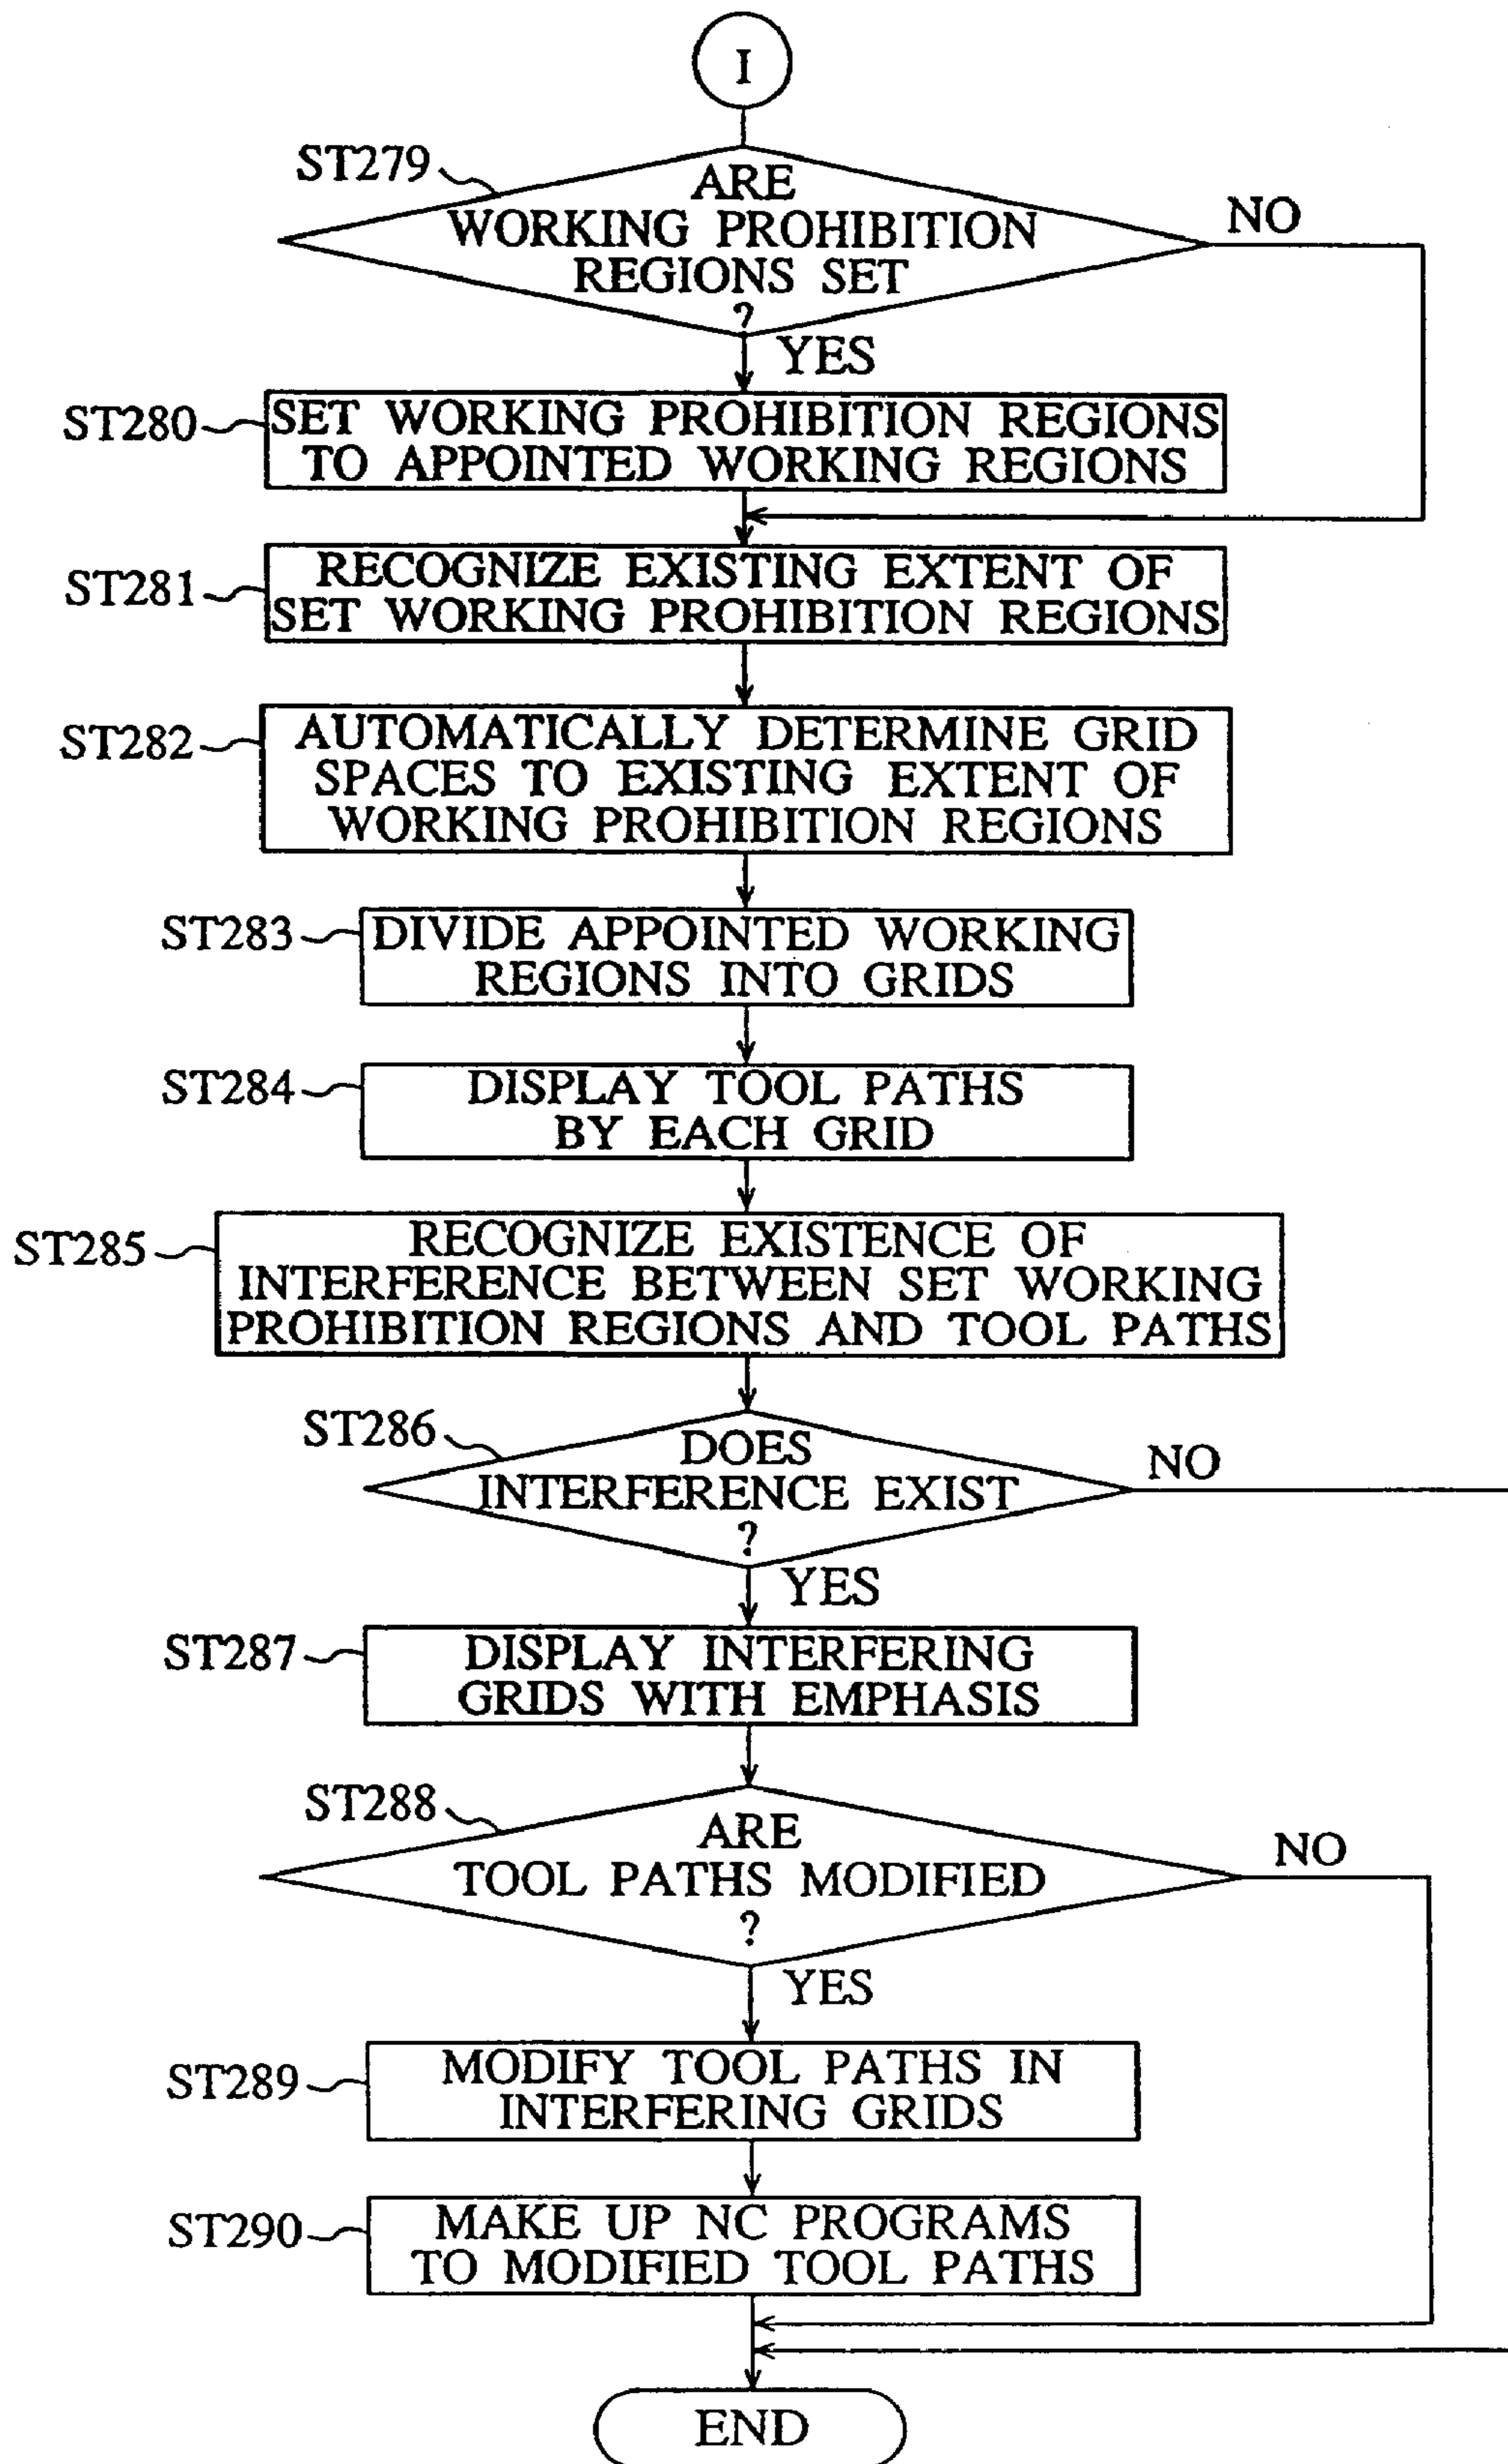 I
ST279
ARE
WORKING PROHIBITION
REGIONS SET
?
NO
YES
ST280
SET WORKING PROHIBITION REGIONS
TO APPOINTED WORKING REGIONS
ST281
RECOGNIZE EXISTING EXTENT OF
SET WORKING PROHIBITION REGIONS
ST282
AUTOMATICALLY DETERMINE GRID
SPACES TO EXISTING EXTENT OF
WORKING PROHIBITION REGIONS
ST283
DIVIDE APPOINTED WORKING
REGIONS INTO GRIDS
ST284
DISPLAY TOOL PATHS
BY EACH GRID
ST285
RECOGNIZE EXISTENCE OF
INTERFERENCE BETWEEN SET WORKING
PROHIBITION REGIONS AND TOOL PATHS
ST286
DOES
INTERFERENCE EXIST
?
NO
YES
ST287
DISPLAY INTERFERING
GRIDS WITH EMPHASIS
ST288
ARE
TOOL PATHS MODIFIED
?
NO
YES
ST289
MODIFY TOOL PATHS IN
INTERFERING GRIDS
ST290
MAKE UP NC PROGRAMS
TO MODIFIED TOOL PATHS
END